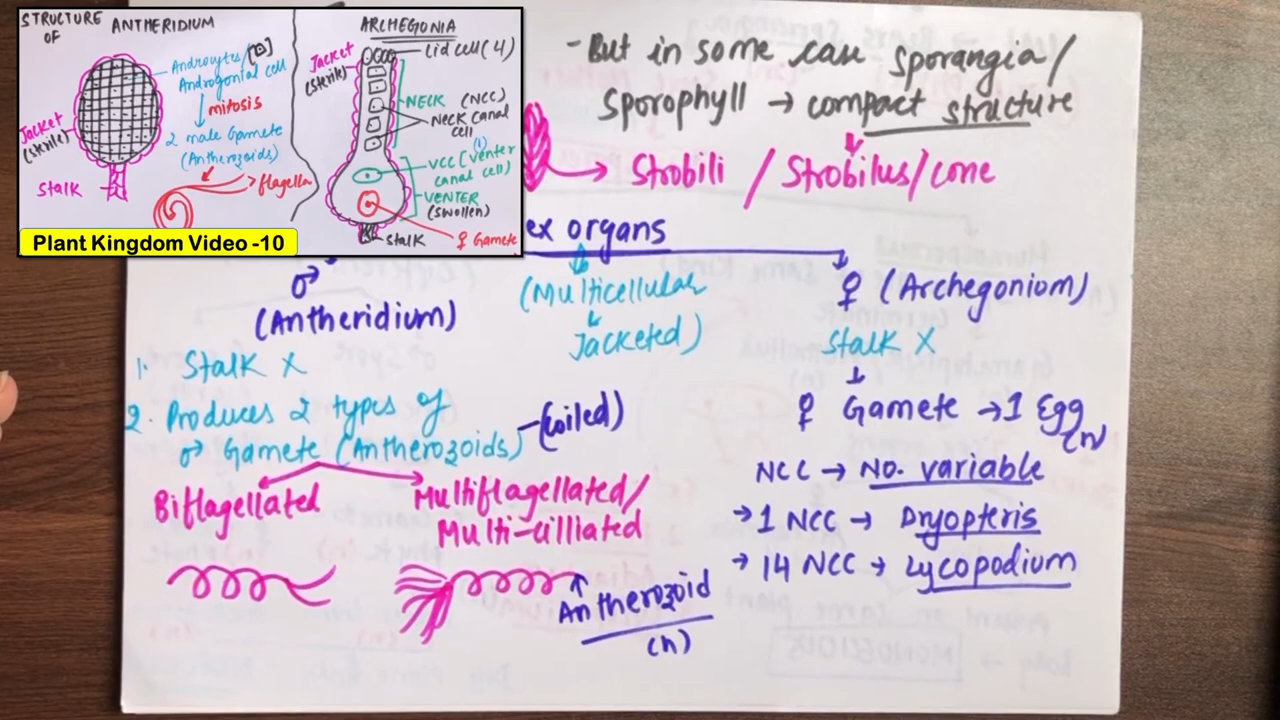 STRUCTURE OF ANTHERIDIUM
Androcytes/
Androgonial cell
mitosis
2 male Gamete
(Antherozoids)
flagella
Jacket
(sterile)
Stalk
ARCHEGONIA
Lid cell (4)
Jacket
(sterile)
NECK
(NCC)
Neck canal
cell
(1)
VCC [venter
canal cell)
VENTER
(swollen)
♀ Gamete
stalk
Plant Kingdom Video -10
- But in some case sporangia/
Sporophyll → compact structure
Strobili / Strobilus/cone
ex organs
♂
(Antheridium)
(Multicellular
Jacketed)
♀ (Archegonium)
1. Stalk X
2. Produces 2 types of
♂ Gamete (Antherozoids)
- (coiled)
Biflagellated
Multiflagellated/
Multi-cilliated
Antherozoid
(n)
Stalk X
♀ Gamete → 1 Egg
(n)
NCC → No. variable
→ 1 NCC → Dryopteris
→ 14 NCC → Lycopodium